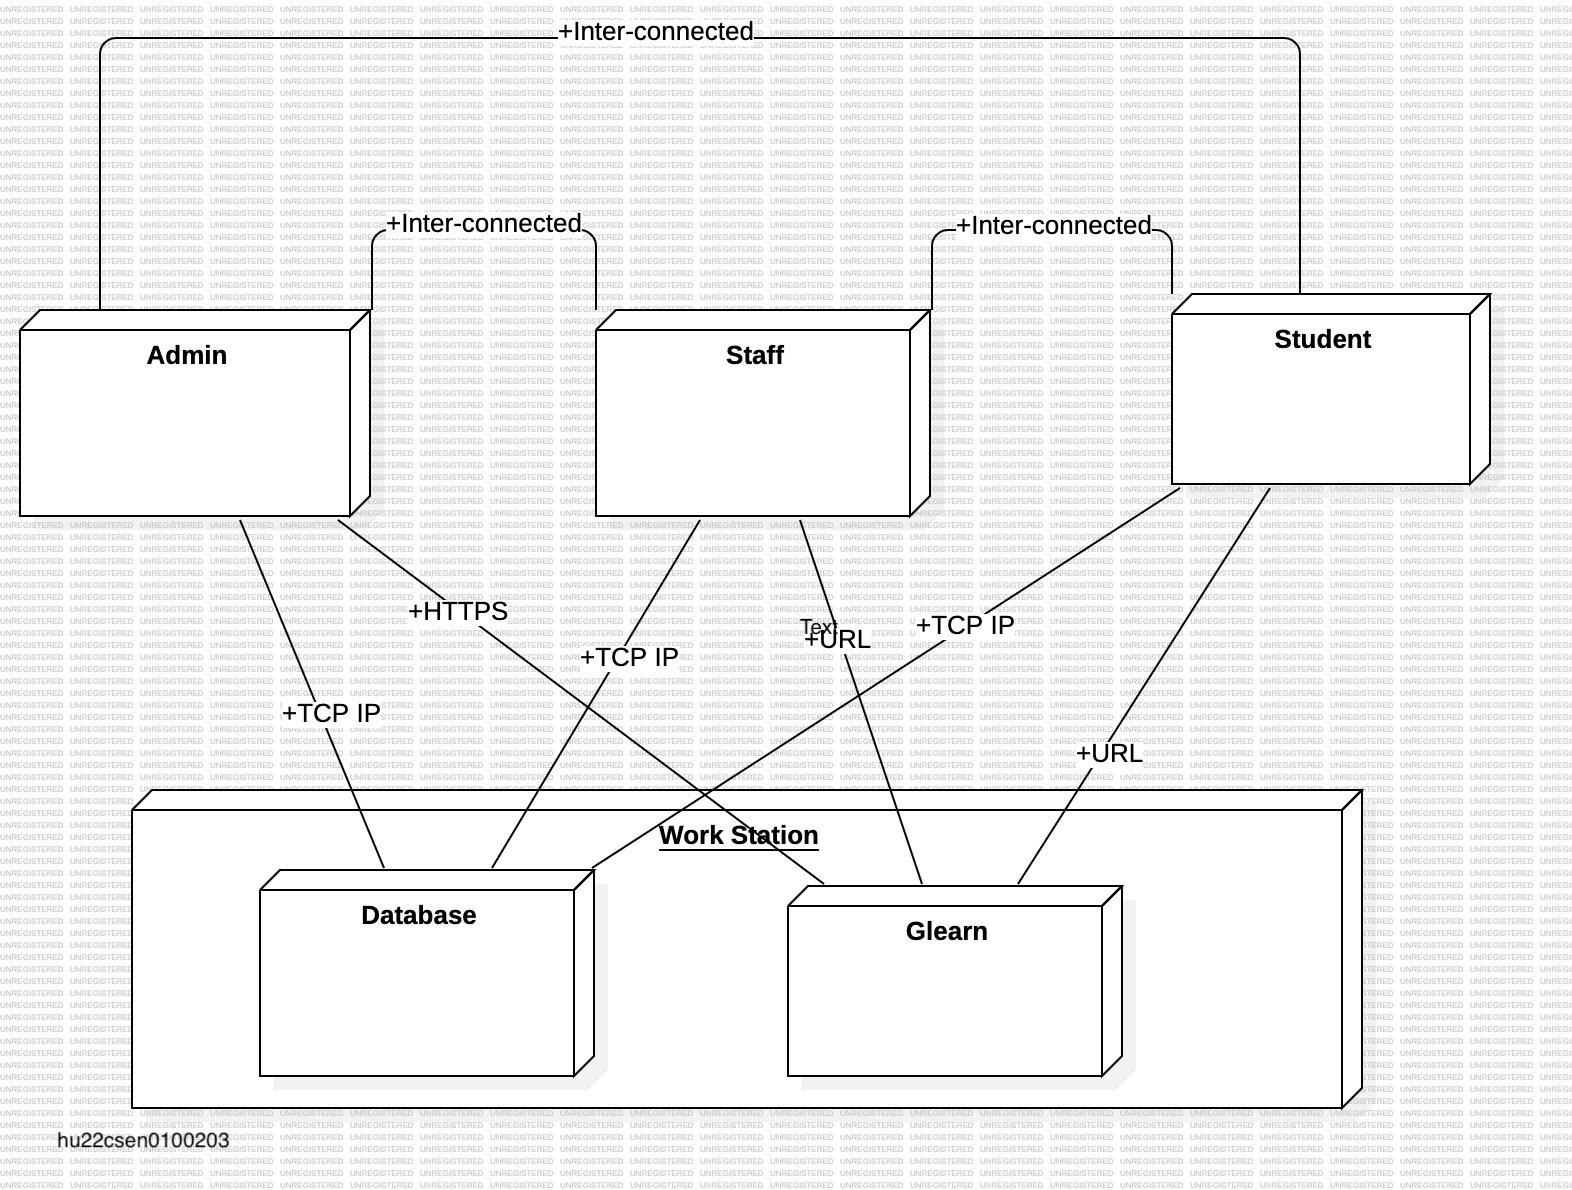 +Inter-connected
+Inter-connected
+Inter-connected
Admin
Staff
Student
+HTTPS
Text
+URL
+TCP IP
+TCP IP
+TCP IP
+URL
Work Station
Database
Glearn
hu22csen0100203
UNREGISTERED